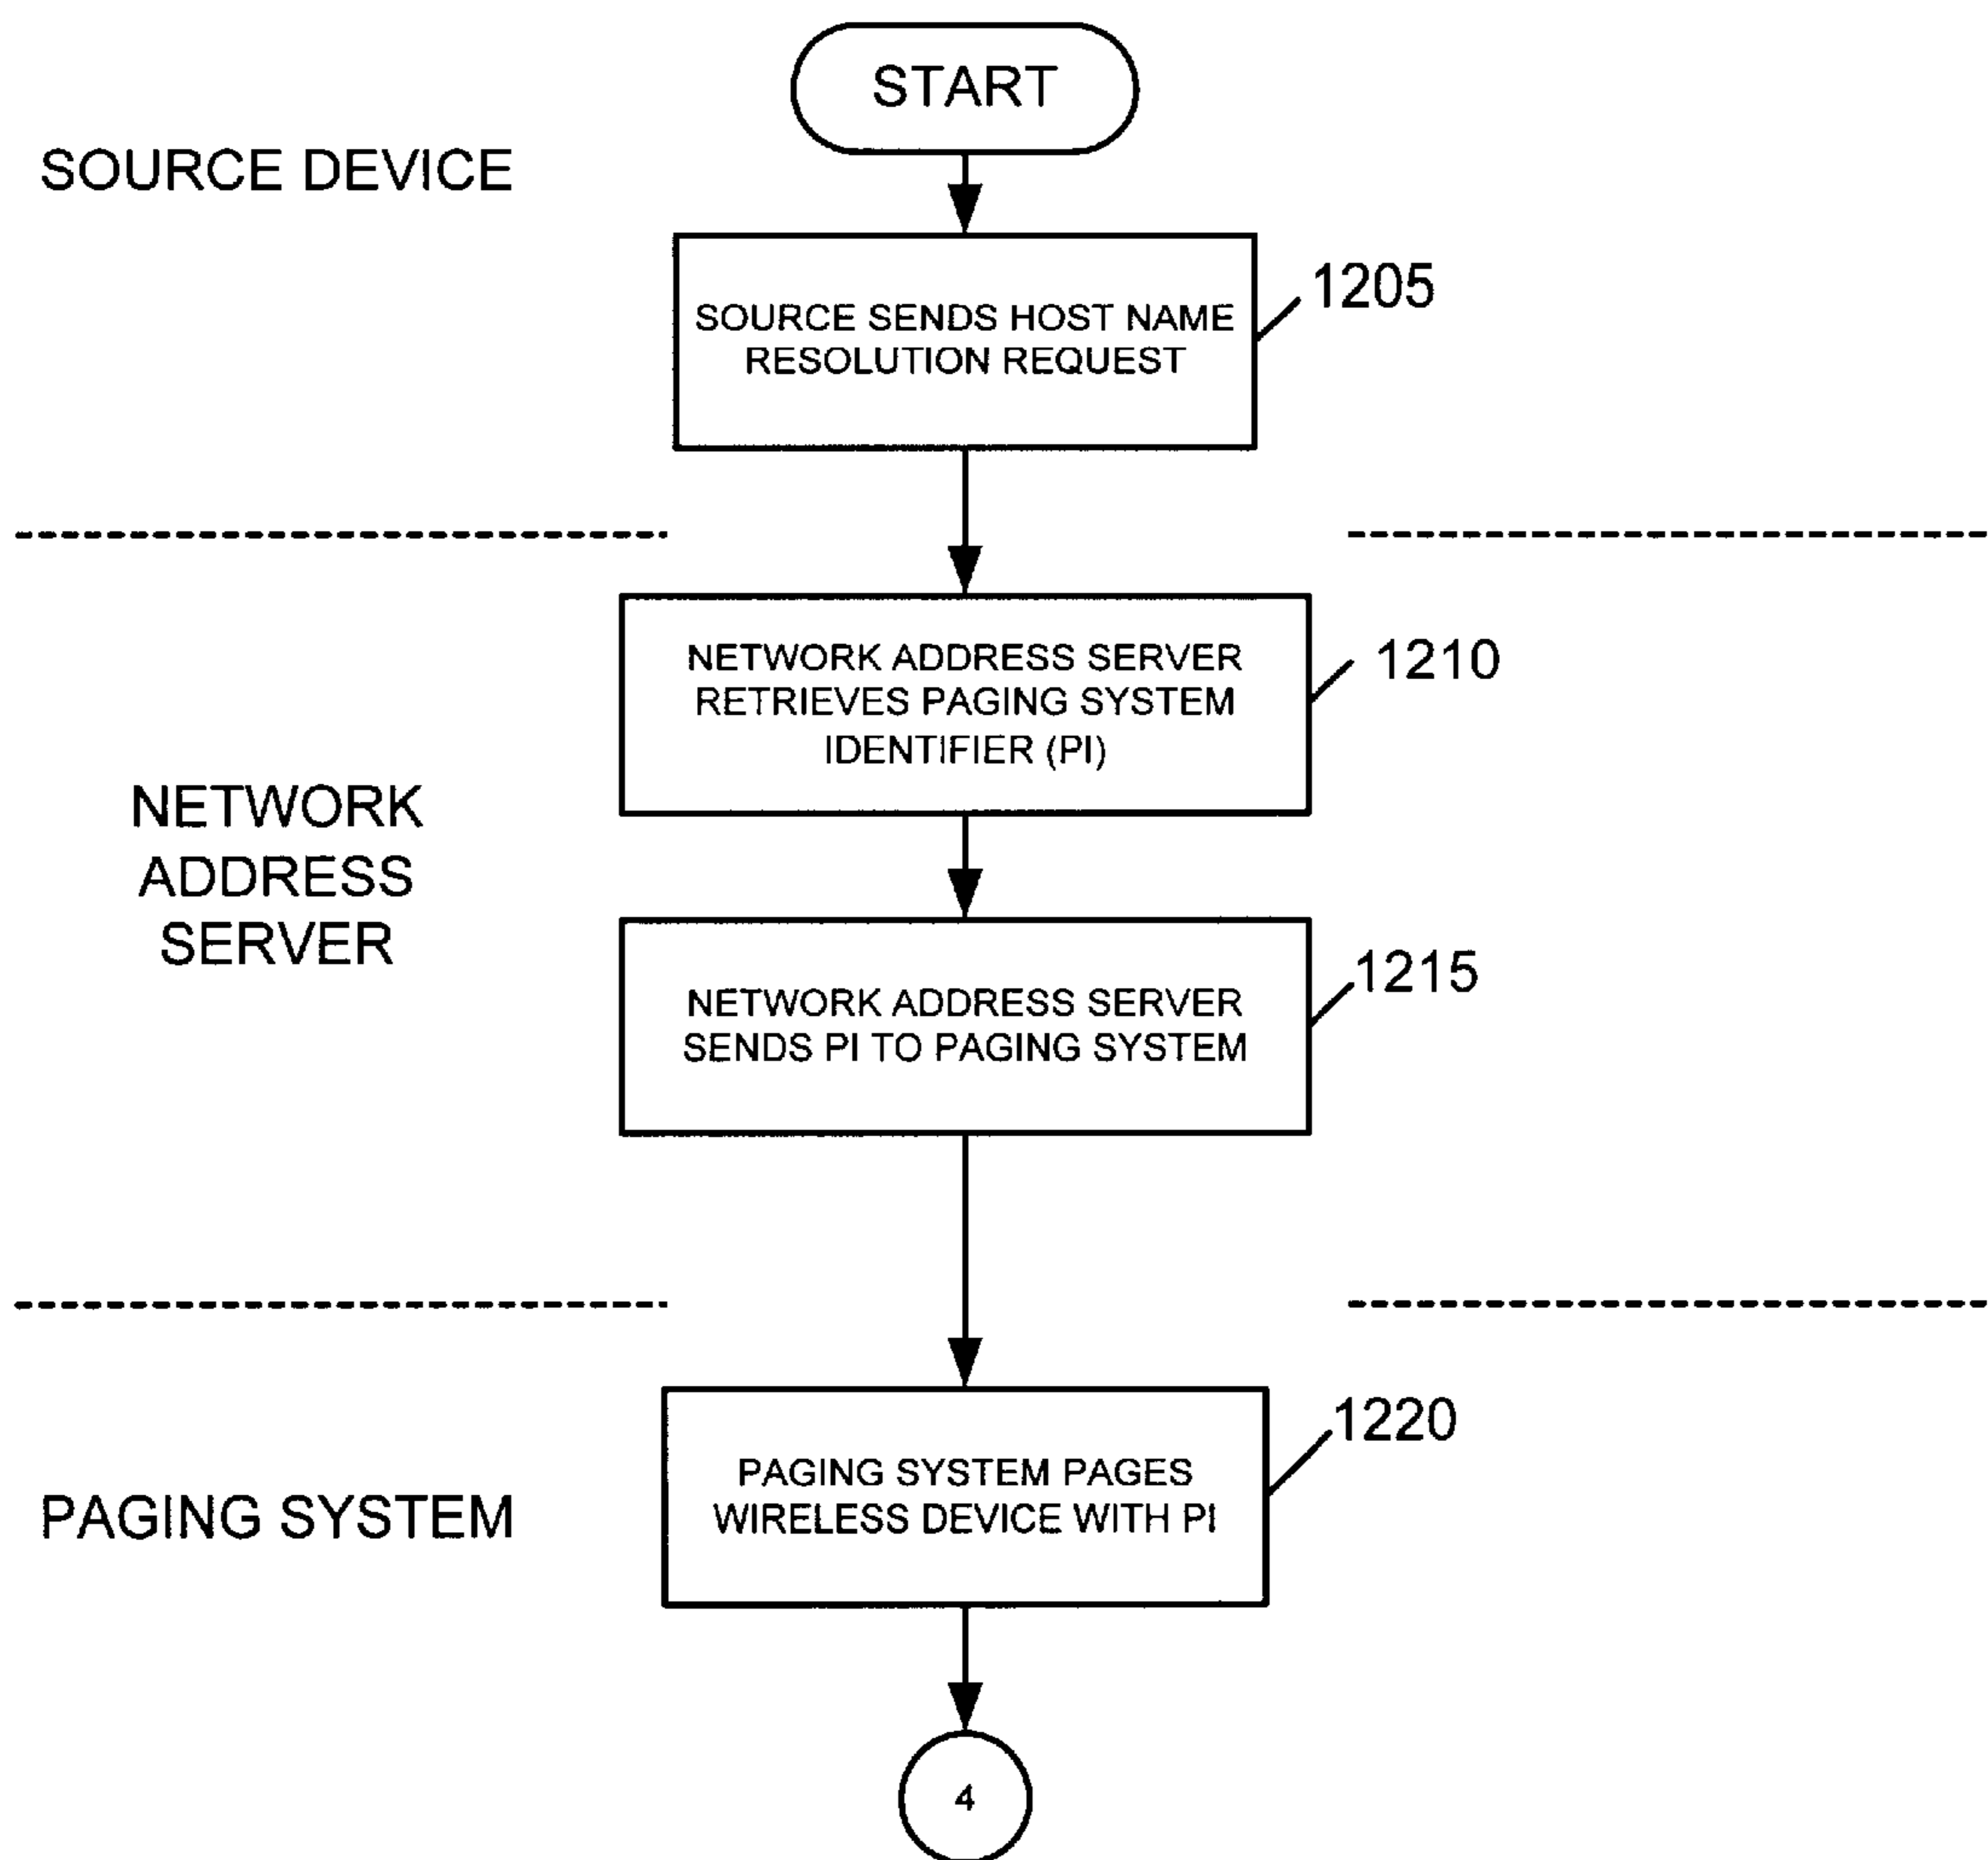 START
SOURCE DEVICE
SOURCE SENDS HOST NAME
RESOLUTION REQUEST
1205
NETWORK ADDRESS SERVER
RETRIEVES PAGING SYSTEM
IDENTIFIER (PI)
1210
NETWORK
ADDRESS
SERVER
NETWORK ADDRESS SERVER
SENDS PI TO PAGING SYSTEM
1215
PAGING SYSTEM
PAGING SYSTEM PAGES
WIRELESS DEVICE WITH PI
1220
4